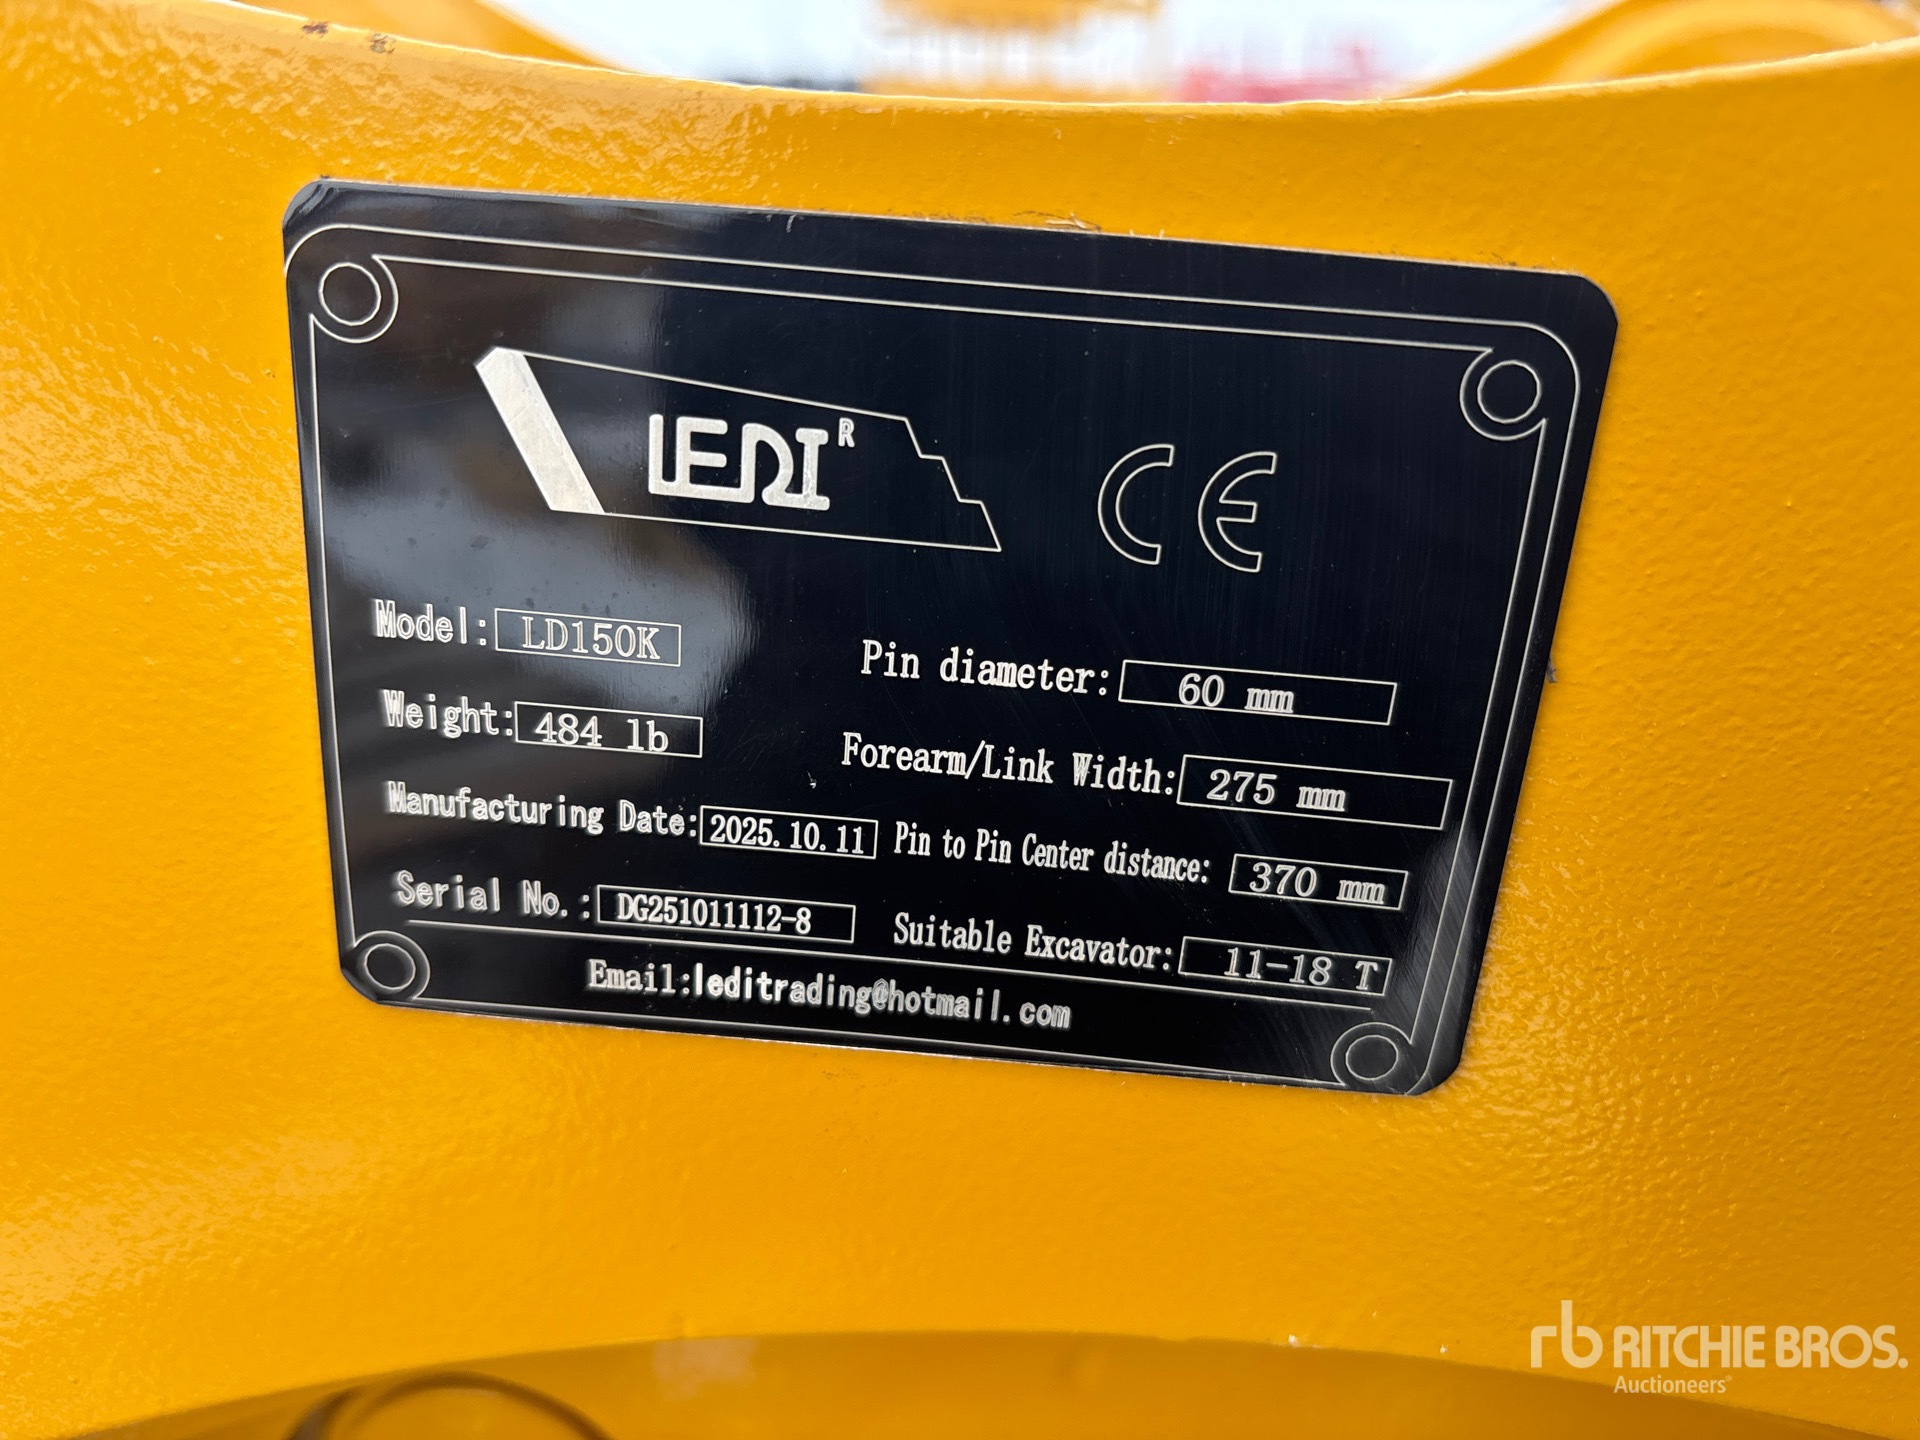 LEDI R
CE
Model: LD150K
Pin diameter: 60 mm
Weight: 484 lb
Forearm/Link Width: 275 mm
Manufacturing Date: 2025.10.11
Pin to Pin Center distance: 370 mm
Serial No.: DG251011112-8
Suitable Excavator: 11-18 T
Email:leditrading@hotmail.com
rb RITCHIE BROS.
Auctioneers